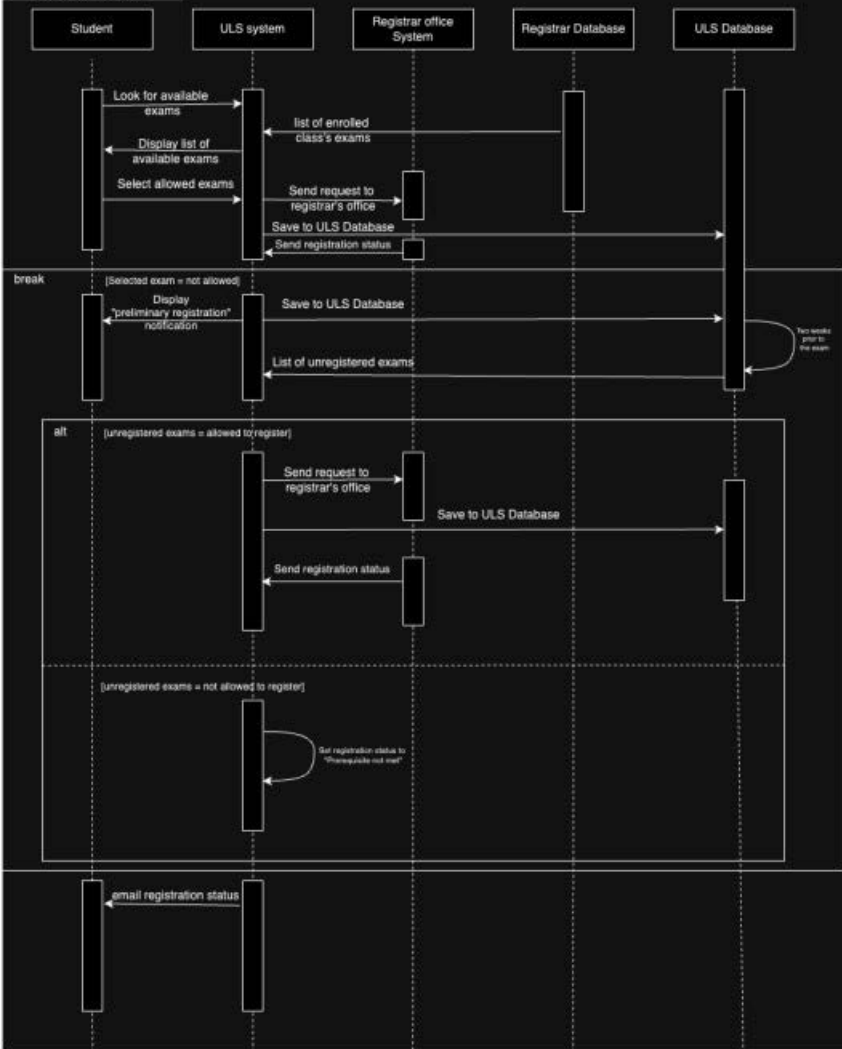 Student
ULS system
Registrar office
System
Registrar Database
ULS Database
Look for available
exams
list of enrolled
class's exams
Display list of
available exams
Select allowed exams
Send request to
registrar's office
Save to ULS Database
Send registration status
break
[Selected exam = not allowed]
Display
"preliminary registration"
notification
Save to ULS Database
Two weeks
prior to
the exam
List of unregistered exams
alt
[unregistered exams = allowed to register]
Send request to
registrar's office
Save to ULS Database
Send registration status
[unregistered exams = not allowed to register]
Set registration status to
"Prerequisite not met"
email registration status